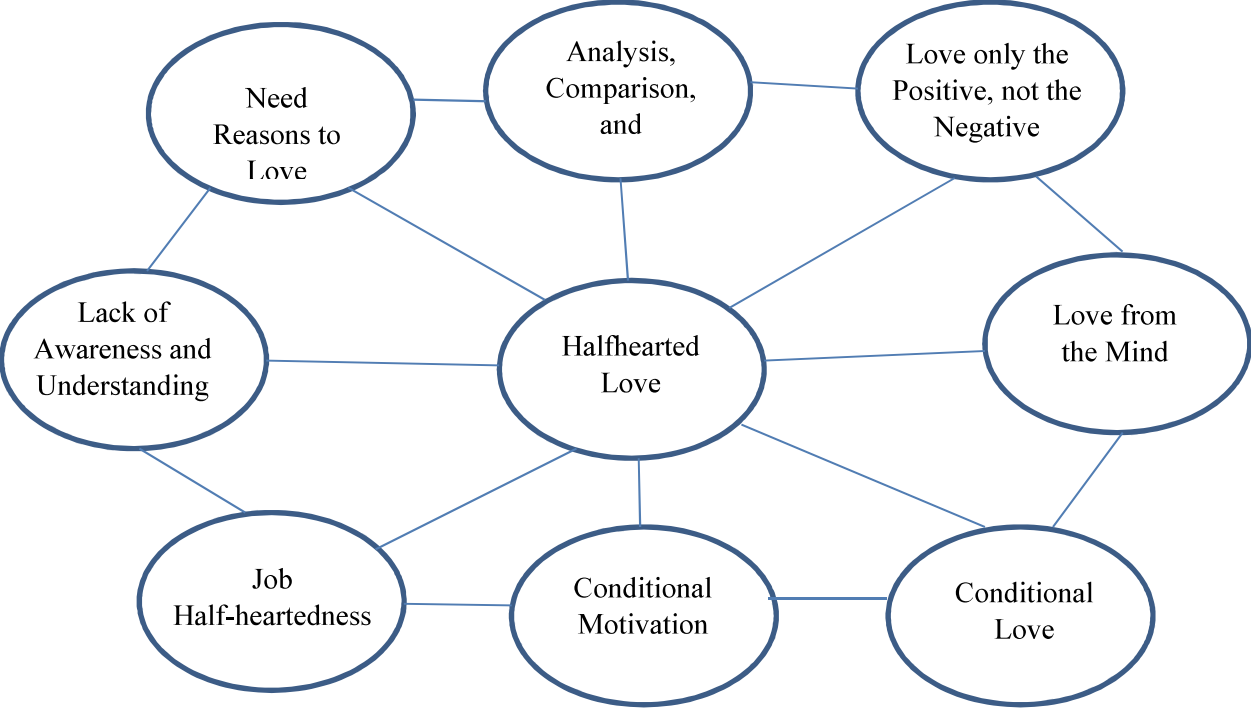 Need
Reasons to
Love
Analysis,
Comparison,
and
Love only the
Positive, not the
Negative
Lack of
Awareness and
Understanding
Halfhearted
Love
Love from
the Mind
Job
Half-heartedness
Conditional
Motivation
Conditional
Love